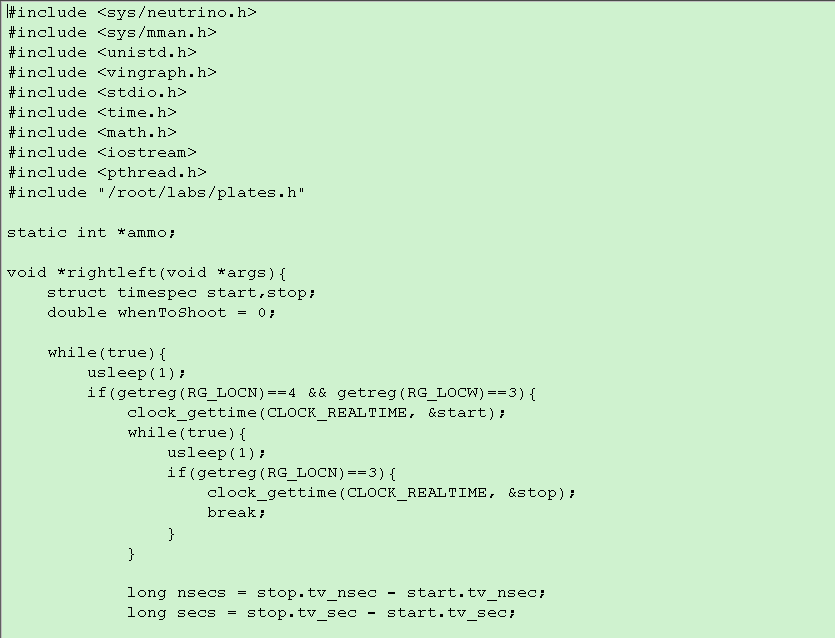 #include <sys/neutrino.h>
#include <sys/mman.h>
#include <unistd.h>
#include <vingraph.h>
#include <stdio.h>
#include <time.h>
#include <math.h>
#include <iostream>
#include <pthread.h>
#include "/root/labs/plates.h"

static int *ammo;

void *rightleft(void *args){
    struct timespec start,stop;
    double whenToShoot = 0;

    while(true){
        usleep(1);
        if(getreg(RG_LOCN)==4 && getreg(RG_LOCW)==3){
            clock_gettime(CLOCK_REALTIME, &start);
            while(true){
                usleep(1);
                if(getreg(RG_LOCN)==3){
                    clock_gettime(CLOCK_REALTIME, &stop);
                    break;
                }
            }

            long nsecs = stop.tv_nsec - start.tv_nsec;
            long secs = stop.tv_sec - start.tv_sec;